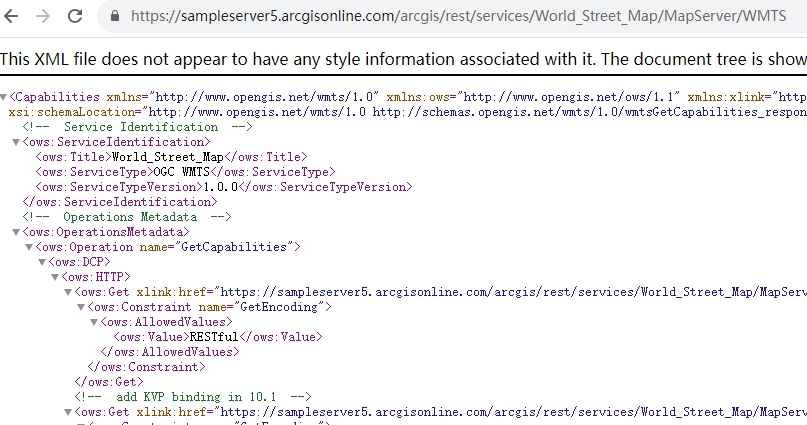 https://sampleserver5.arcgisonline.com/arcgis/rest/services/World_Street_Map/MapServer/WMTS
This XML file does not appear to have any style information associated with it. The document tree is show
<Capabilities xmlns="http://www.opengis.net/wmts/1.0" xmlns:ows="http://www.opengis.net/ows/1.1" xmlns:xlink="http
xsi:schemaLocation="http://www.opengis.net/wmts/1.0 http://schemas.opengis.net/wmts/1.0/wmtsGetCapabilities_respon
<!-- Service Identification -->
<ows:ServiceIdentification>
<ows:Title>World_Street_Map</ows:Title>
<ows:ServiceType>OGC WMTS</ows:ServiceType>
<ows:ServiceTypeVersion>1.0.0</ows:ServiceTypeVersion>
</ows:ServiceIdentification>
<!-- Operations Metadata -->
<ows:OperationsMetadata>
<ows:Operation name="GetCapabilities">
<ows:DCP>
<ows:HTTP>
<ows:Get xlink:href="https://sampleserver5.arcgisonline.com/arcgis/rest/services/World_Street_Map/MapServ
<ows:Constraint name="GetEncoding">
<ows:AllowedValues>
<ows:Value>RESTful</ows:Value>
</ows:AllowedValues>
</ows:Constraint>
</ows:Get>
<!-- add KVP binding in 10.1 -->
<ows:Get xlink:href="https://sampleserver5.arcgisonline.com/arcgis/rest/services/World_Street_Map/MapServ